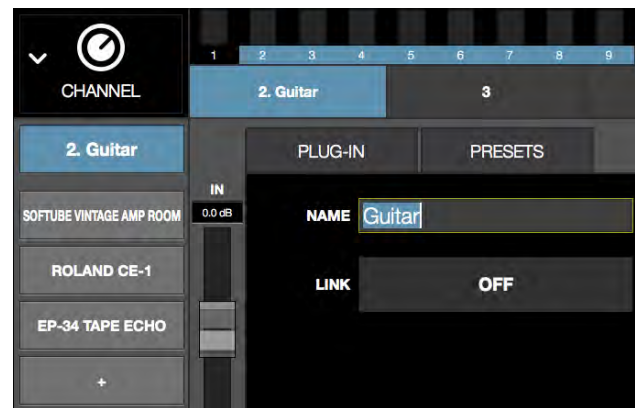 CHANNEL
1 2 3 4 5 6 7 8 9
2. Guitar 3
2. Guitar
PLUG-IN PRESETS
SOFTUBE VINTAGE AMP ROOM
IN
0.0 dB
NAME Guitar
ROLAND CE-1
LINK OFF
EP-34 TAPE ECHO
+